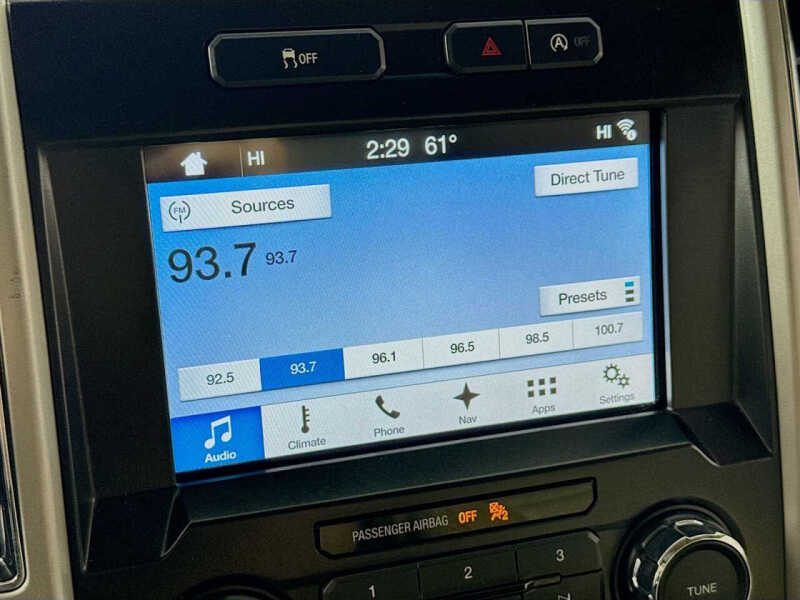 OFF
A OFF
HI 2:29 61° HI
FM Sources Direct Tune
93.7 93.7
Presets
92.5 93.7 96.1 96.5 98.5 100.7
Audio Climate Phone Nav Apps Settings
PASSENGER AIRBAG OFF 2
1 2 3
TUNE